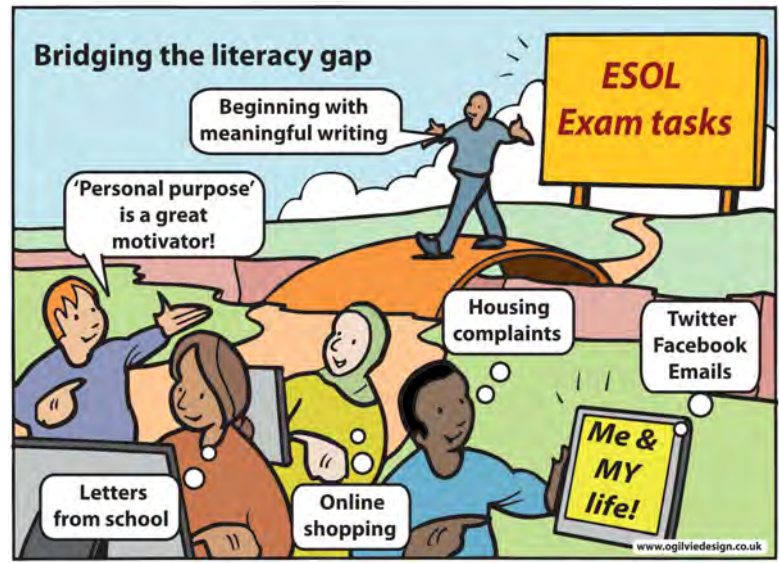 Bridging the literacy gap
ESOL
Exam tasks
Beginning with
meaningful writing
'Personal purpose'
is a great
motivator!
Housing
complaints
Twitter
Facebook
Emails
Me &
MY
life!
Letters
from school
Online
shopping
www.ogilviedesign.co.uk